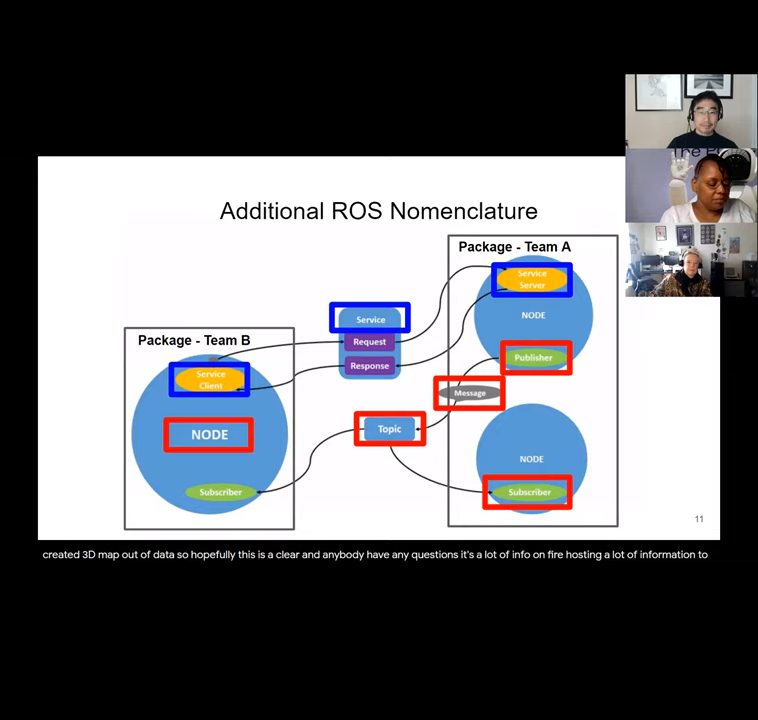 Additional ROS Nomenclature
Package - Team A
Service
Server
NODE
Service
Request
Response
Package - Team B
Service
Client
NODE
Subscriber
Publisher
Message
Topic
NODE
Subscriber
11
created 3D map out of data so hopefully this is a clear and anybody have any questions it's a lot of info on fire hosting a lot of information to